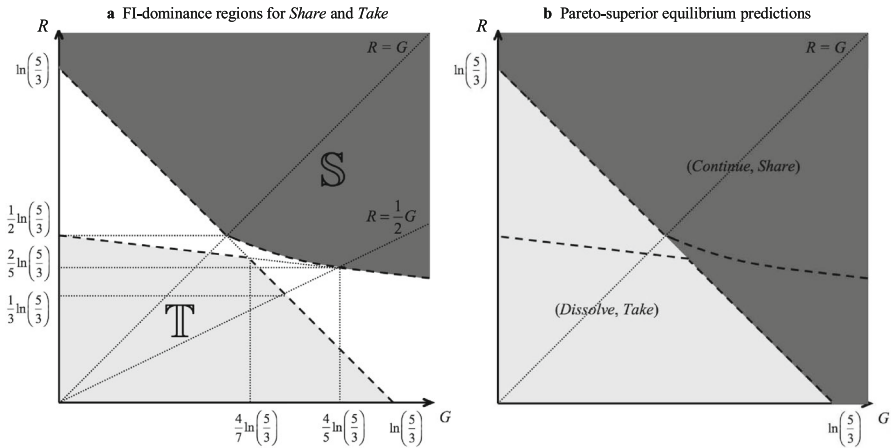 a FI-dominance regions for Share and Take
R
ln(5/3)
R = G
𝕊
R = 1/2 G
1/2 ln(5/3)
2/5 ln(5/3)
1/3 ln(5/3)
𝕋
4/7 ln(5/3)
4/5 ln(5/3)
ln(5/3)
G
b Pareto-superior equilibrium predictions
R
ln(5/3)
R = G
(Continue, Share)
(Dissolve, Take)
ln(5/3)
G